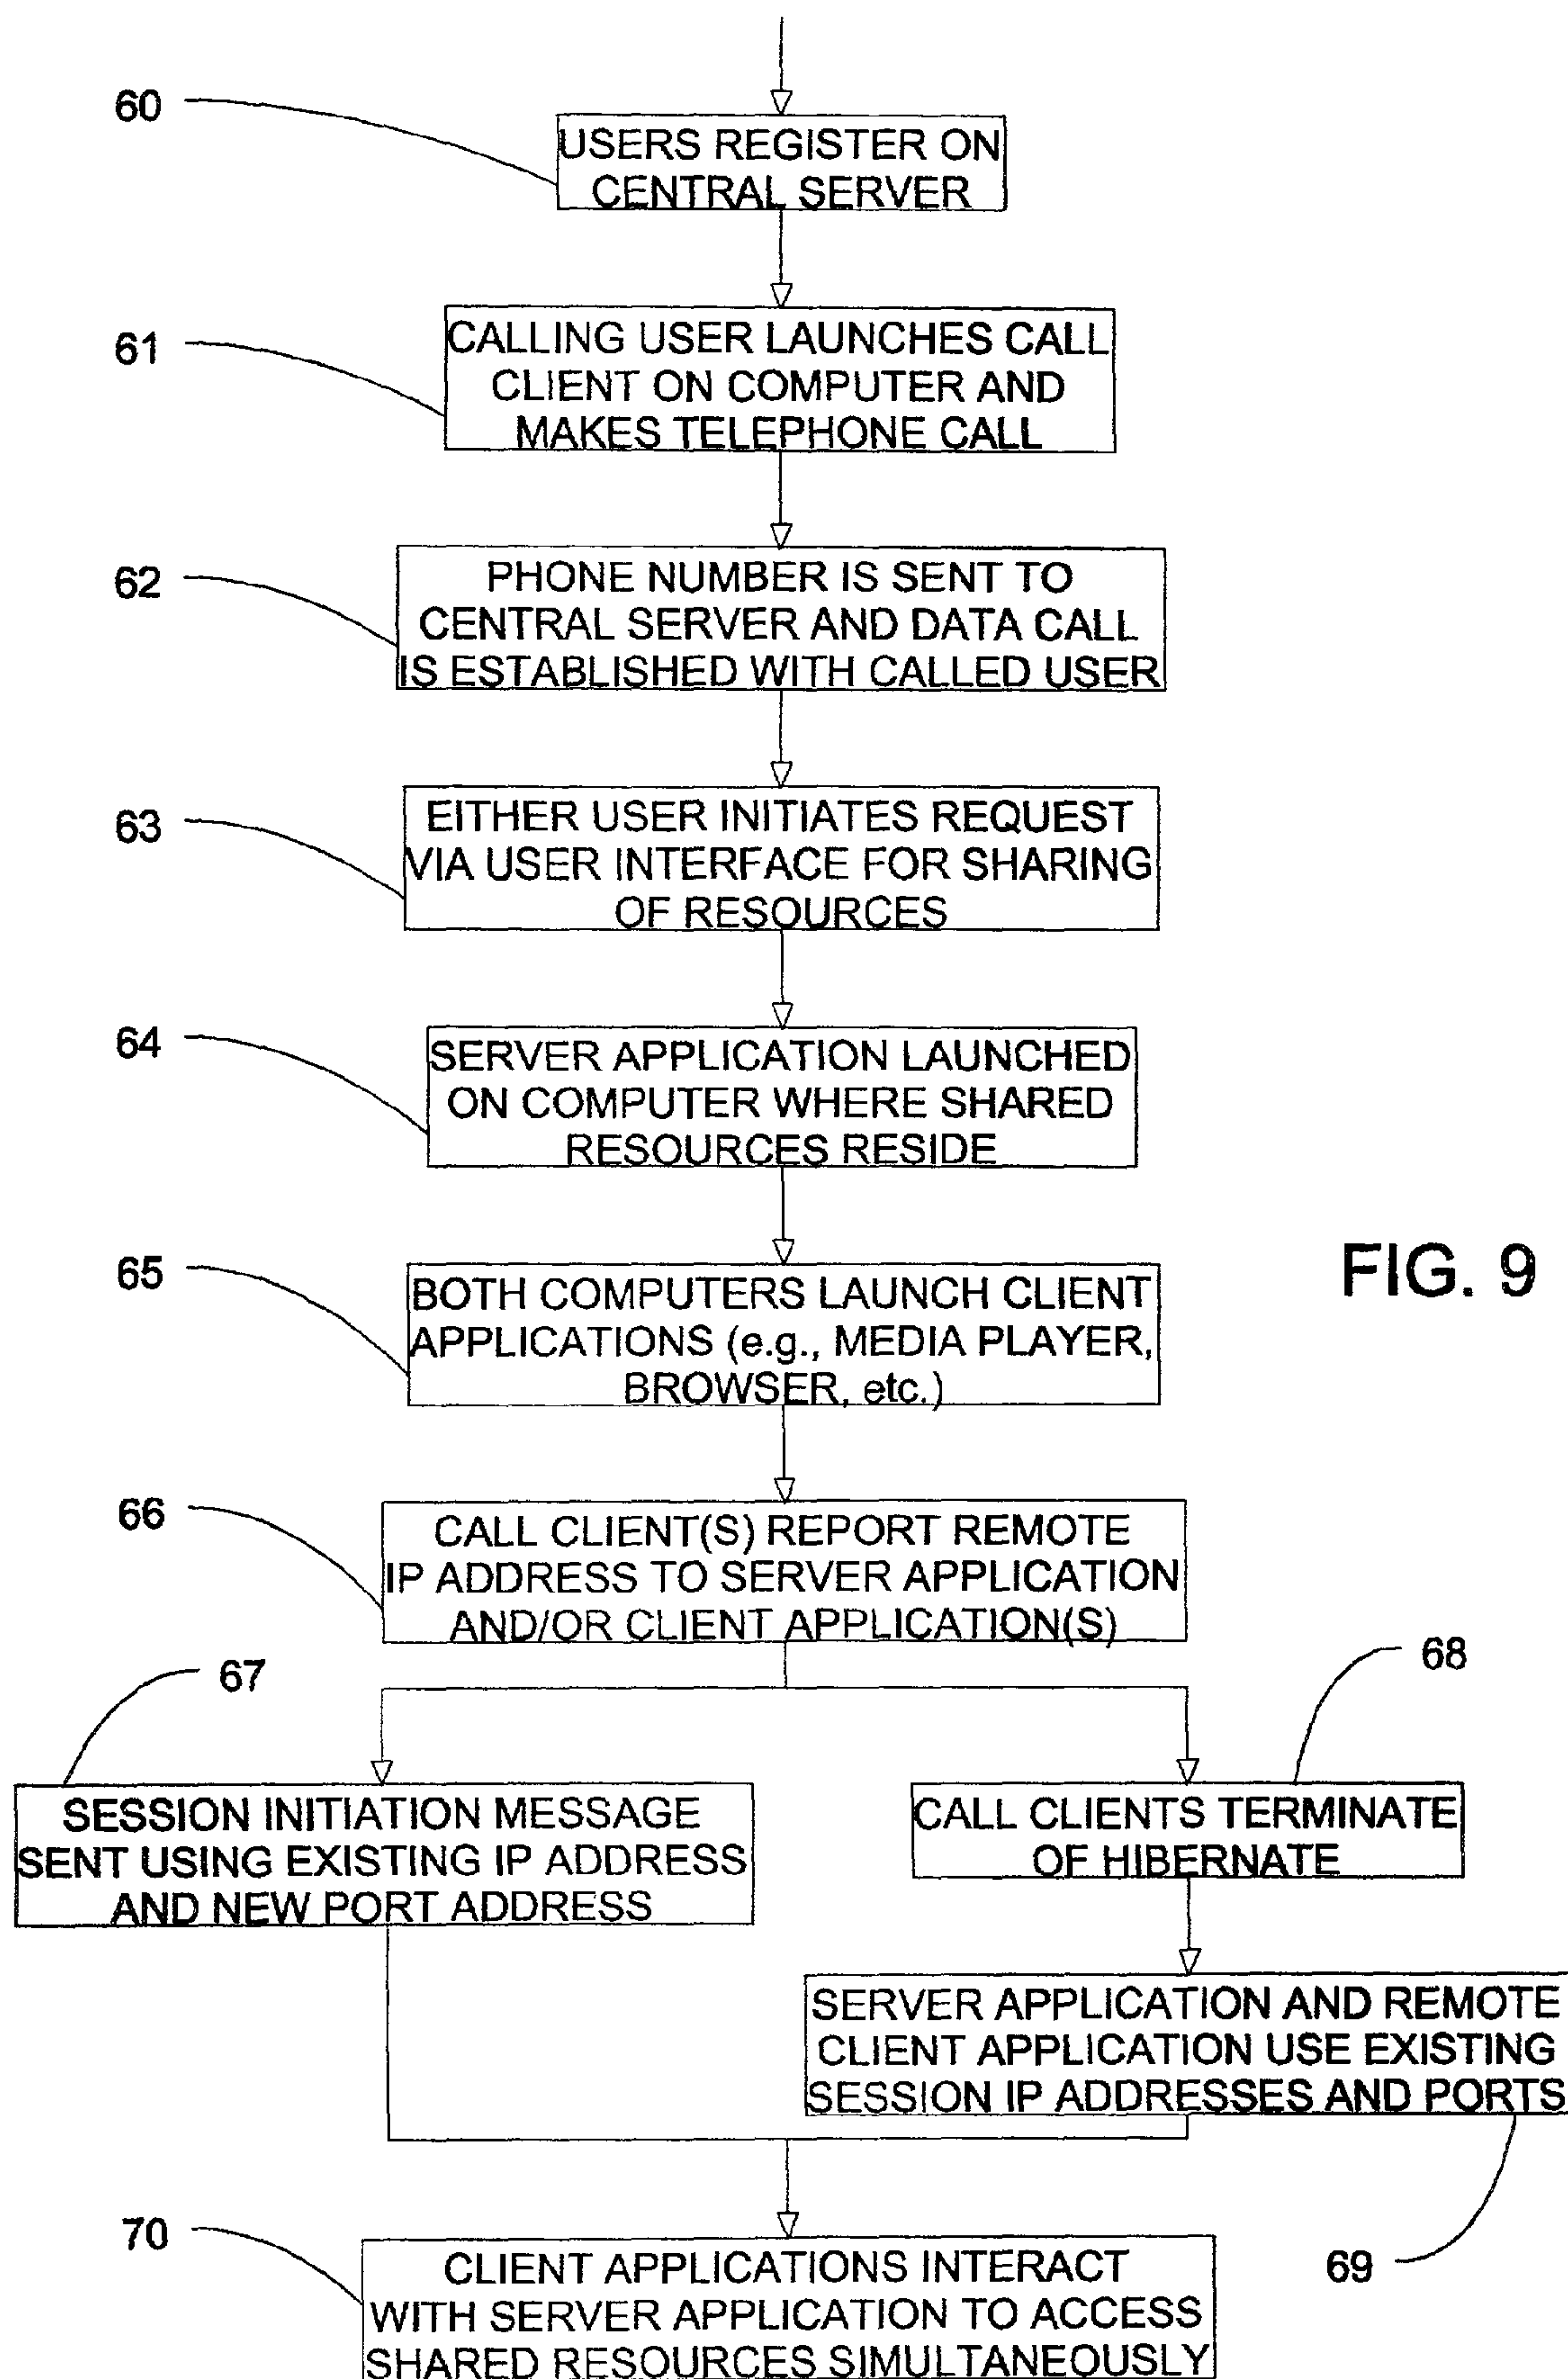 60
USERS REGISTER ON
CENTRAL SERVER
61
CALLING USER LAUNCHES CALL
CLIENT ON COMPUTER AND
MAKES TELEPHONE CALL
62
PHONE NUMBER IS SENT TO
CENTRAL SERVER AND DATA CALL
IS ESTABLISHED WITH CALLED USER
63
EITHER USER INITIATES REQUEST
VIA USER INTERFACE FOR SHARING
OF RESOURCES
64
SERVER APPLICATION LAUNCHED
ON COMPUTER WHERE SHARED
RESOURCES RESIDE
FIG. 9
65
BOTH COMPUTERS LAUNCH CLIENT
APPLICATIONS (e.g., MEDIA PLAYER,
BROWSER, etc.)
66
CALL CLIENT(S) REPORT REMOTE
IP ADDRESS TO SERVER APPLICATION
AND/OR CLIENT APPLICATION(S)
67
SESSION INITIATION MESSAGE
SENT USING EXISTING IP ADDRESS
AND NEW PORT ADDRESS
68
CALL CLIENTS TERMINATE
OF HIBERNATE
SERVER APPLICATION AND REMOTE
CLIENT APPLICATION USE EXISTING
SESSION IP ADDRESSES AND PORTS
69
70
CLIENT APPLICATIONS INTERACT
WITH SERVER APPLICATION TO ACCESS
SHARED RESOURCES SIMULTANEOUSLY